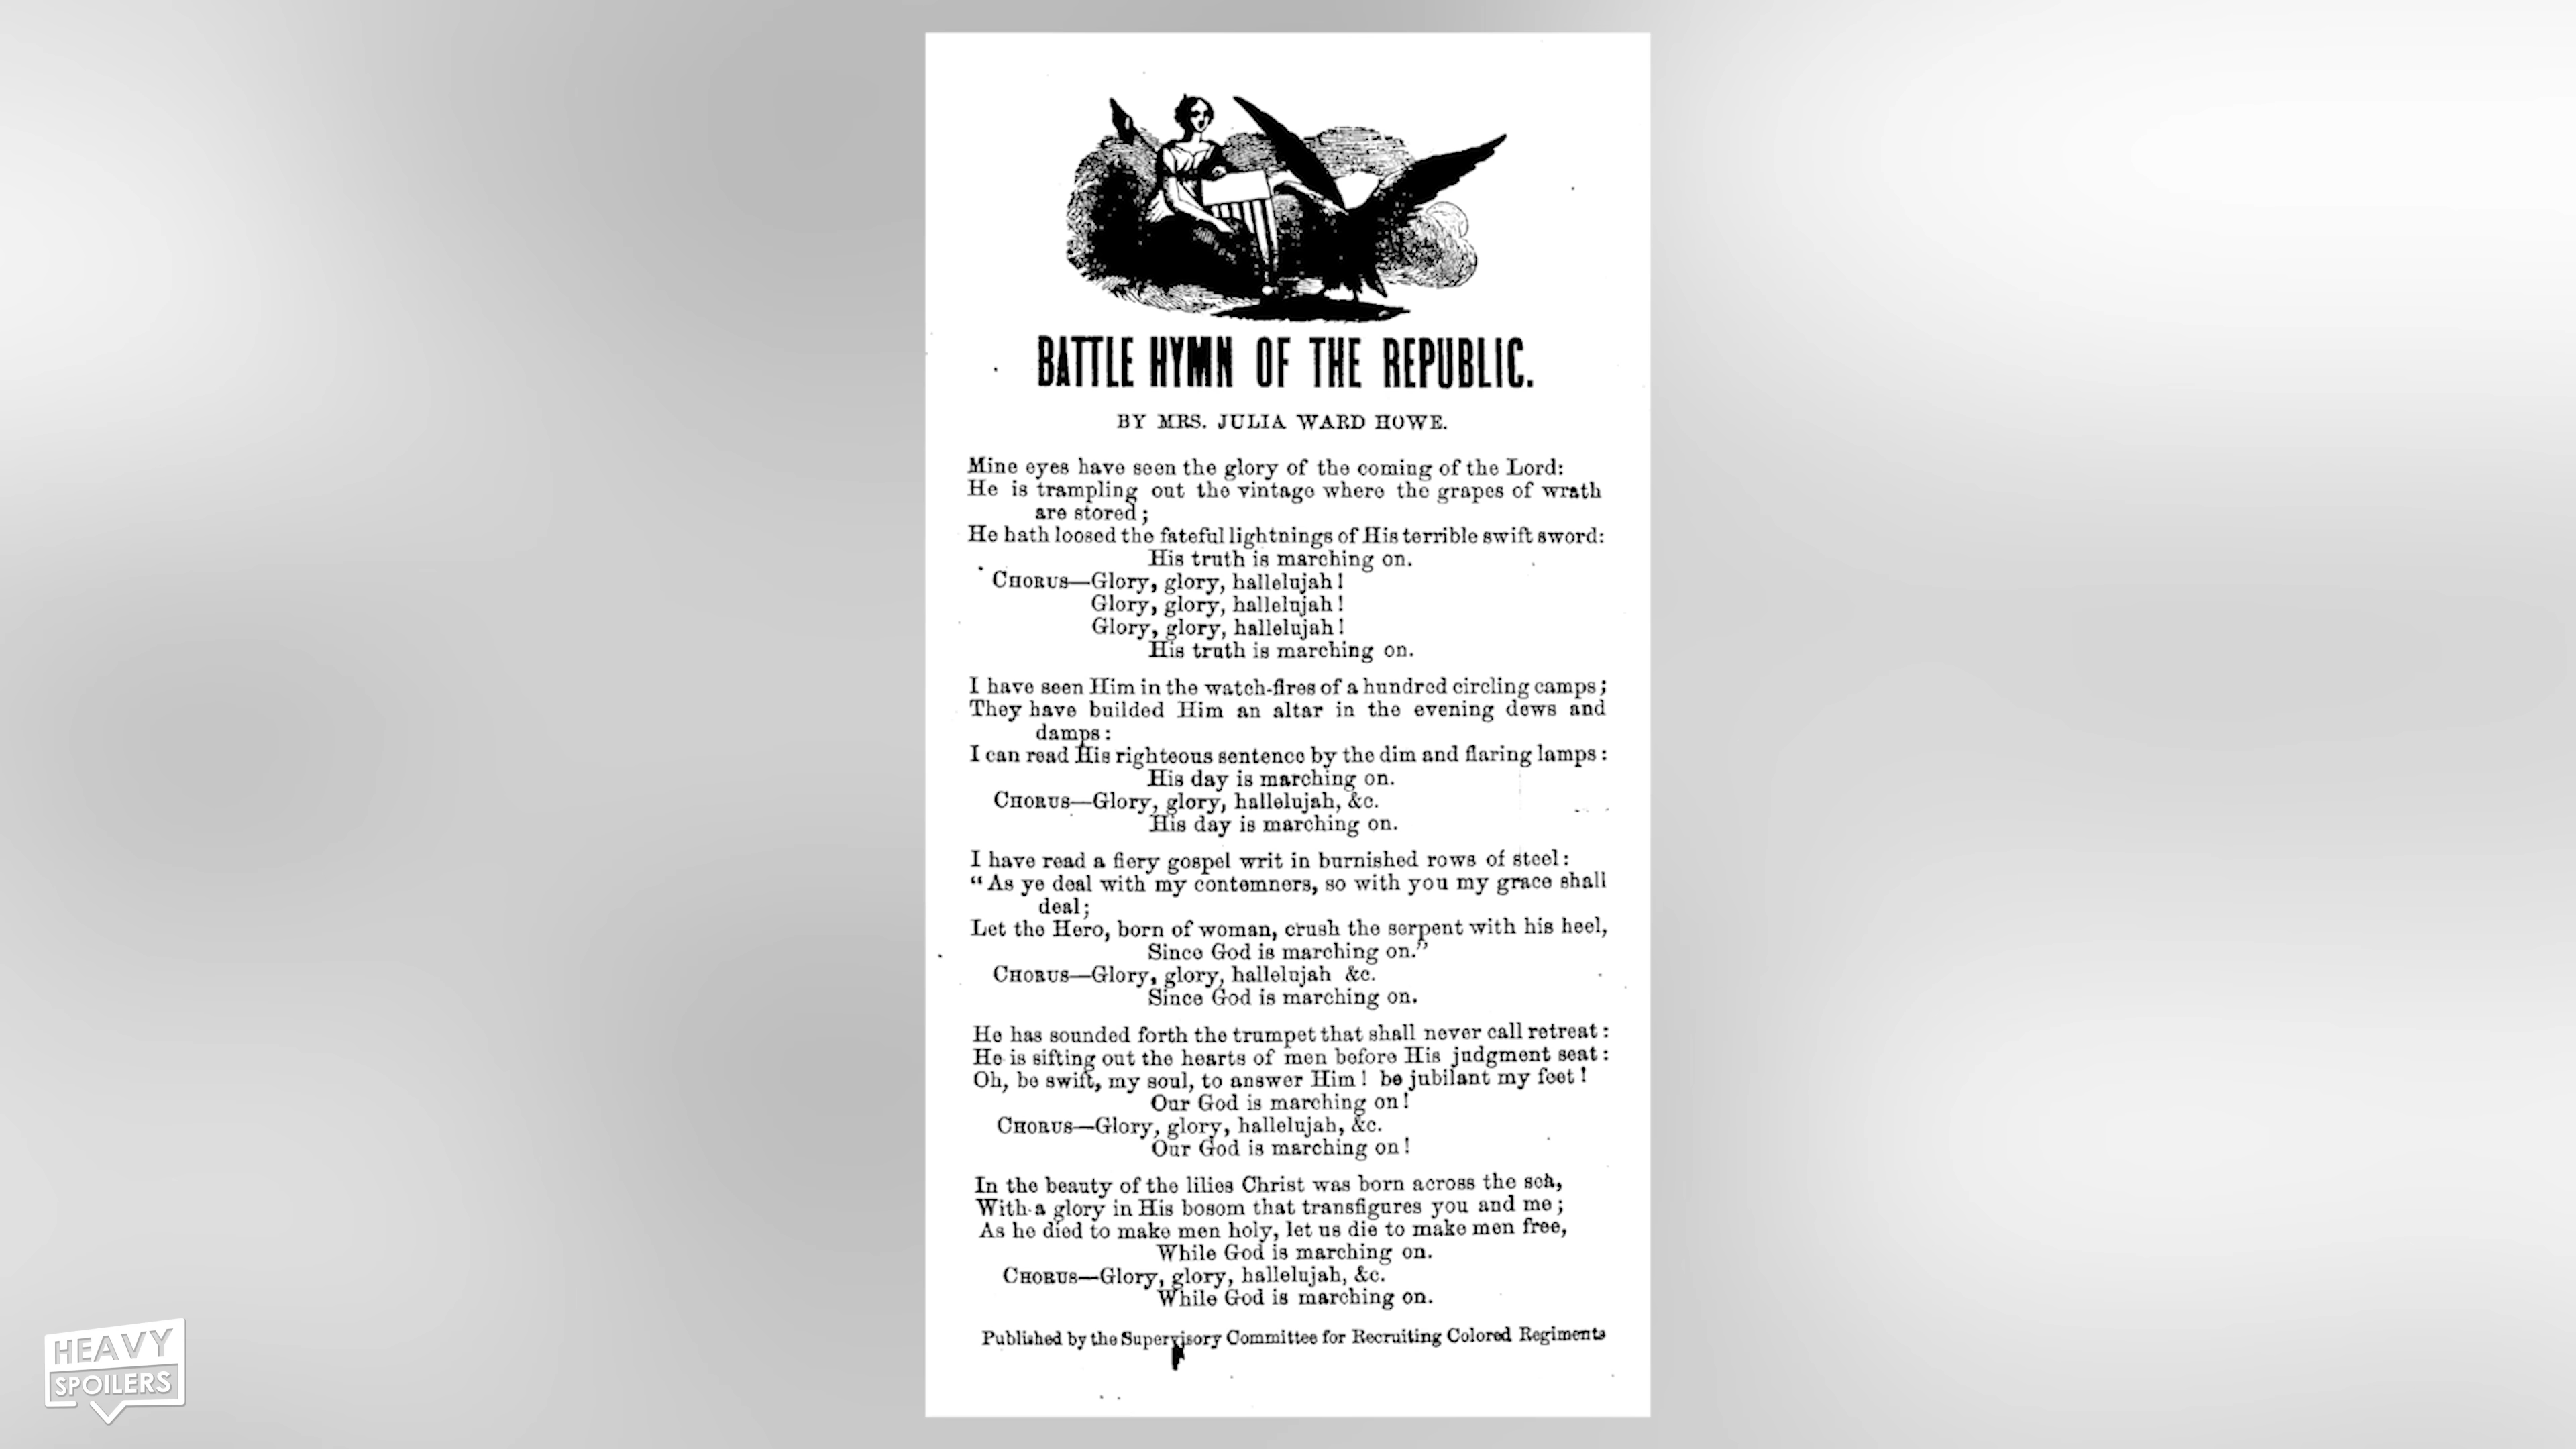 BATTLE HYMN OF THE REPUBLIC.
BY MRS. JULIA WARD HOWE.
Mine eyes have seen the glory of the coming of the Lord:
He is trampling out the vintage where the grapes of wrath
are stored;
He hath loosed the fateful lightnings of His terrible swift sword:
His truth is marching on.
CHORUS—Glory, glory, hallelujah!
Glory, glory, hallelujah!
Glory, glory, hallelujah!
His truth is marching on.
I have seen Him in the watch-fires of a hundred circling camps;
They have builded Him an altar in the evening dews and
damps:
I can read His righteous sentence by the dim and flaring lamps:
His day is marching on.
CHORUS—Glory, glory, hallelujah, &c.
His day is marching on.
I have read a fiery gospel writ in burnished rows of steel:
“As ye deal with my contemners, so with you my grace shall
deal;
Let the Hero, born of woman, crush the serpent with his heel,
Since God is marching on.”
CHORUS—Glory, glory, hallelujah &c.
Since God is marching on.
He has sounded forth the trumpet that shall never call retreat:
He is sifting out the hearts of men before His judgment seat:
Oh, be swift, my soul, to answer Him! be jubilant my feet!
Our God is marching on!
CHORUS—Glory, glory, hallelujah, &c.
Our God is marching on!
In the beauty of the lilies Christ was born across the sea,
With a glory in His bosom that transfigures you and me;
As he died to make men holy, let us die to make men free,
While God is marching on.
CHORUS—Glory, glory, hallelujah, &c.
While God is marching on.
Published by the Supervisory Committee for Recruiting Colored Regiments
HEAVY
SPOILERS